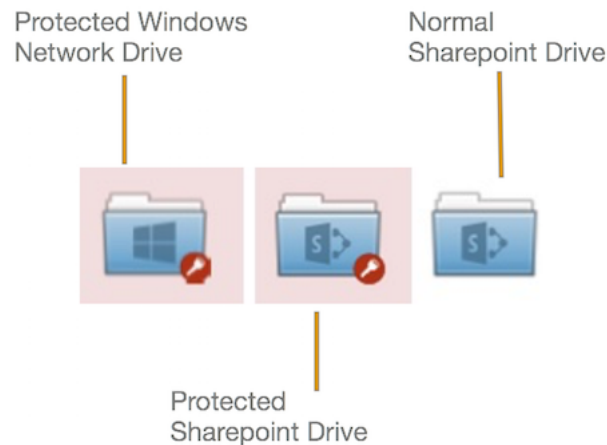 Protected Windows
Network Drive
Normal
Sharepoint Drive
S
S
Protected
Sharepoint Drive